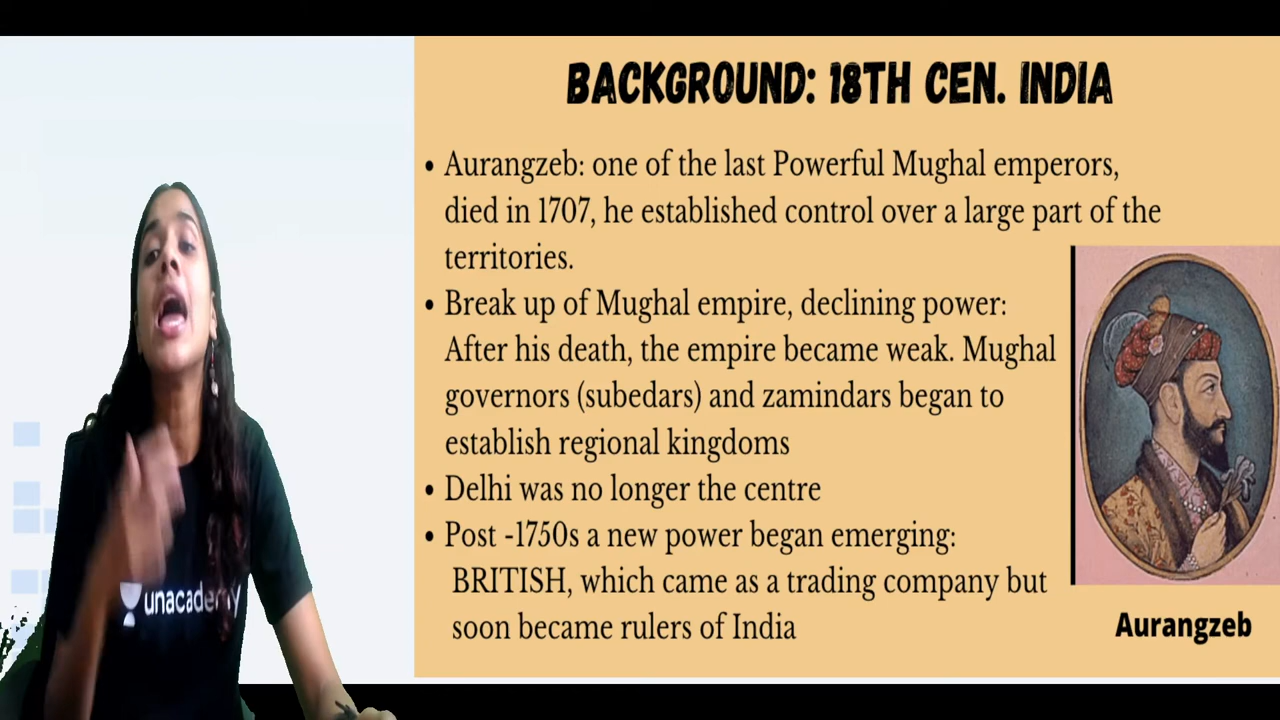 BACKGROUND: 18TH CEN. INDIA
• Aurangzeb: one of the last Powerful Mughal emperors,
died in 1707, he established control over a large part of the
territories.
• Break up of Mughal empire, declining power:
After his death, the empire became weak. Mughal
governors (subedars) and zamindars began to
establish regional kingdoms
• Delhi was no longer the centre
• Post -1750s a new power began emerging:
BRITISH, which came as a trading company but
soon became rulers of India
Aurangzeb
unacademy